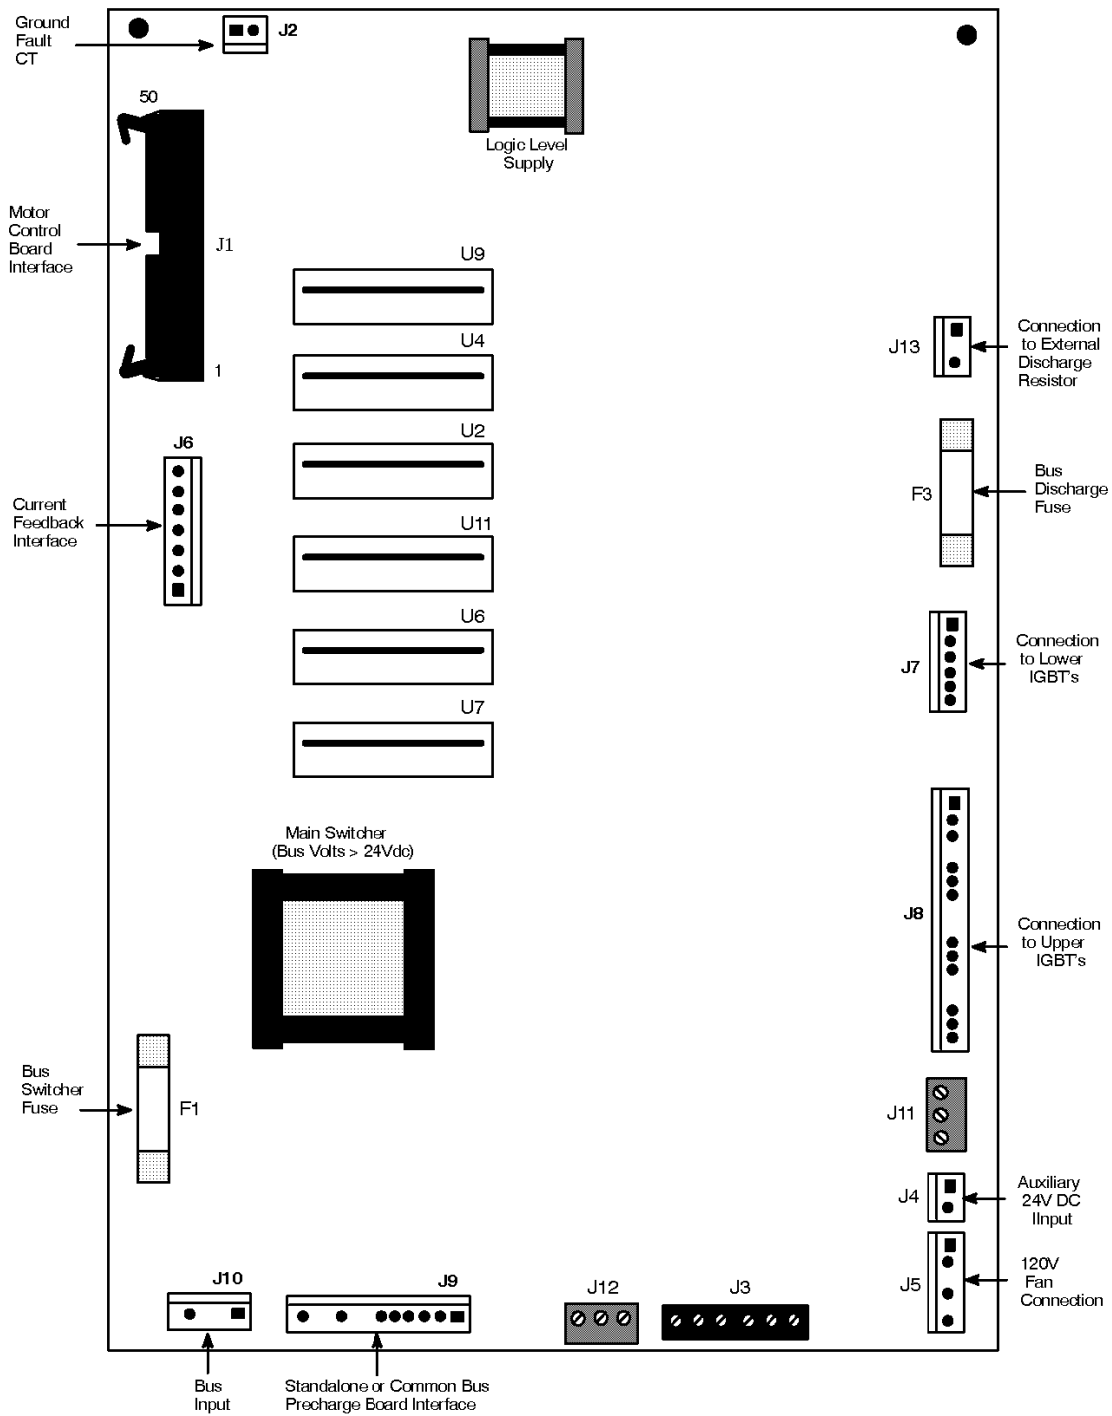 Ground
Fault
CT
J2
50
Logic Level
Supply
Motor
Control
Board
Interface
J1
1
U9
U4
U2
U11
U6
U7
J13
Connection
to External
Discharge
Resistor
J6
Current
Feedback
Interface
F3
Bus
Discharge
Fuse
J7
Connection
to Lower
IGBT's
Main Switcher
(Bus Volts > 24Vdc)
J8
Connection
to Upper
IGBT's
Bus
Switcher
Fuse
F1
J11
J4
Auxiliary
24V DC
IInput
J5
120V
Fan
Connection
J10
J9
J12
J3
Bus
Input
Standalone or Common Bus
Precharge Board Interface